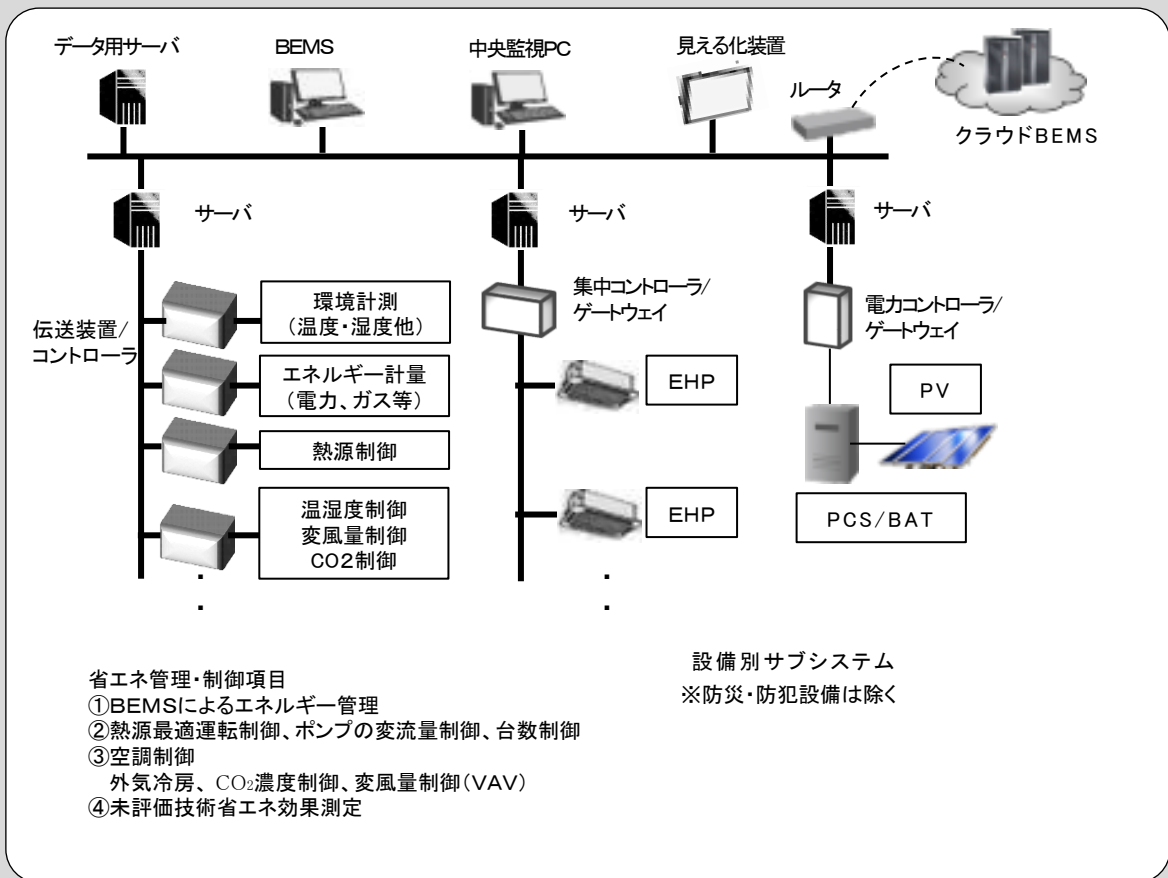 データ用サーバ
BEMS
中央監視PC
見える化装置
ルータ
クラウドBEMS
サーバ
サーバ
サーバ
伝送装置/
コントローラ
環境計測
(温度・湿度他)
エネルギー計量
(電力、ガス等)
熱源制御
温湿度制御
変風量制御
CO2制御
・
・
集中コントローラ/
ゲートウェイ
EHP
EHP
・
・
電力コントローラ/
ゲートウェイ
PV
PCS/BAT
省エネ管理・制御項目
①BEMSによるエネルギー管理
②熱源最適運転制御、ポンプの変流量制御、台数制御
③空調制御
外気冷房、CO₂濃度制御、変風量制御(VAV)
④未評価技術省エネ効果測定
設備別サブシステム
※防災・防犯設備は除く